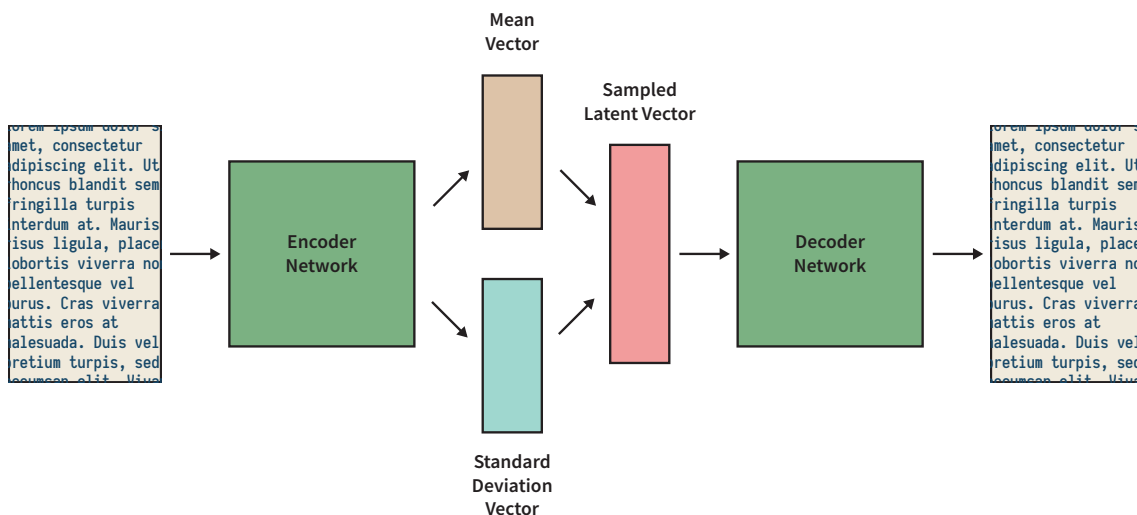 Mean
Vector
Sampled
Latent Vector
met, consectetur
dipiscing elit. Ut
honcus blandit sem
ringilla turpis
nterdum at. Mauris
isus ligula, place
obortis viverra no
ellentesque vel
urus. Cras viverra
attis eros at
alesuada. Duis vel
retium turpis, sed
Encoder
Network
Decoder
Network
met, consectetur
dipiscing elit. Ut
honcus blandit sem
ringilla turpis
nterdum at. Mauris
isus ligula, place
obortis viverra no
ellentesque vel
urus. Cras viverra
attis eros at
alesuada. Duis vel
retium turpis, sed
Standard
Deviation
Vector